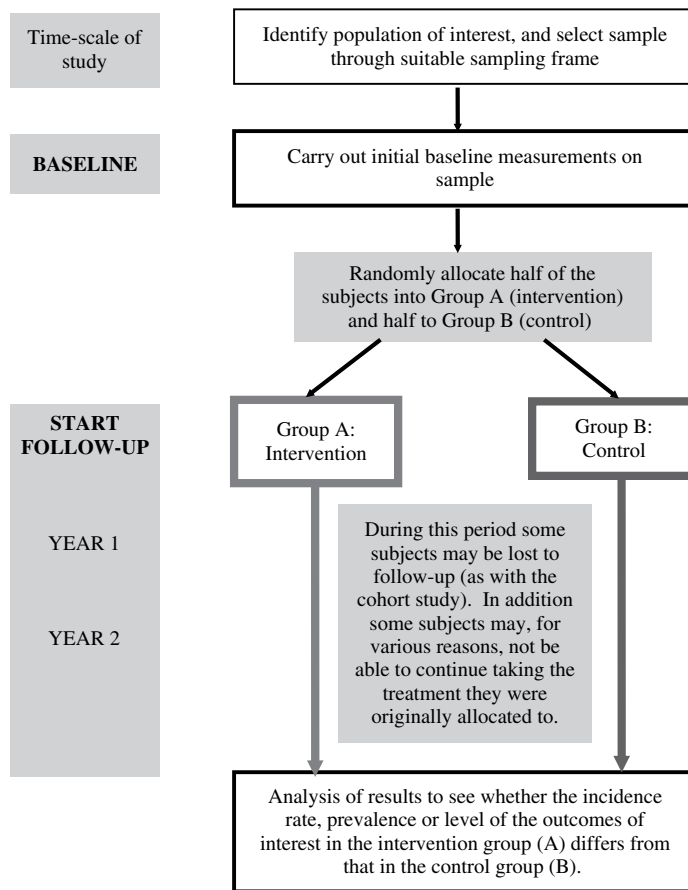 Time-scale of
study
Identify population of interest, and select sample
through suitable sampling frame
BASELINE
Carry out initial baseline measurements on
sample
Randomly allocate half of the
subjects into Group A (intervention)
and half to Group B (control)
START
FOLLOW-UP
Group A:
Intervention
Group B:
Control
YEAR 1
YEAR 2
During this period some
subjects may be lost to
follow-up (as with the
cohort study). In addition
some subjects may, for
various reasons, not be
able to continue taking the
treatment they were
originally allocated to.
Analysis of results to see whether the incidence
rate, prevalence or level of the outcomes of
interest in the intervention group (A) differs from
that in the control group (B).